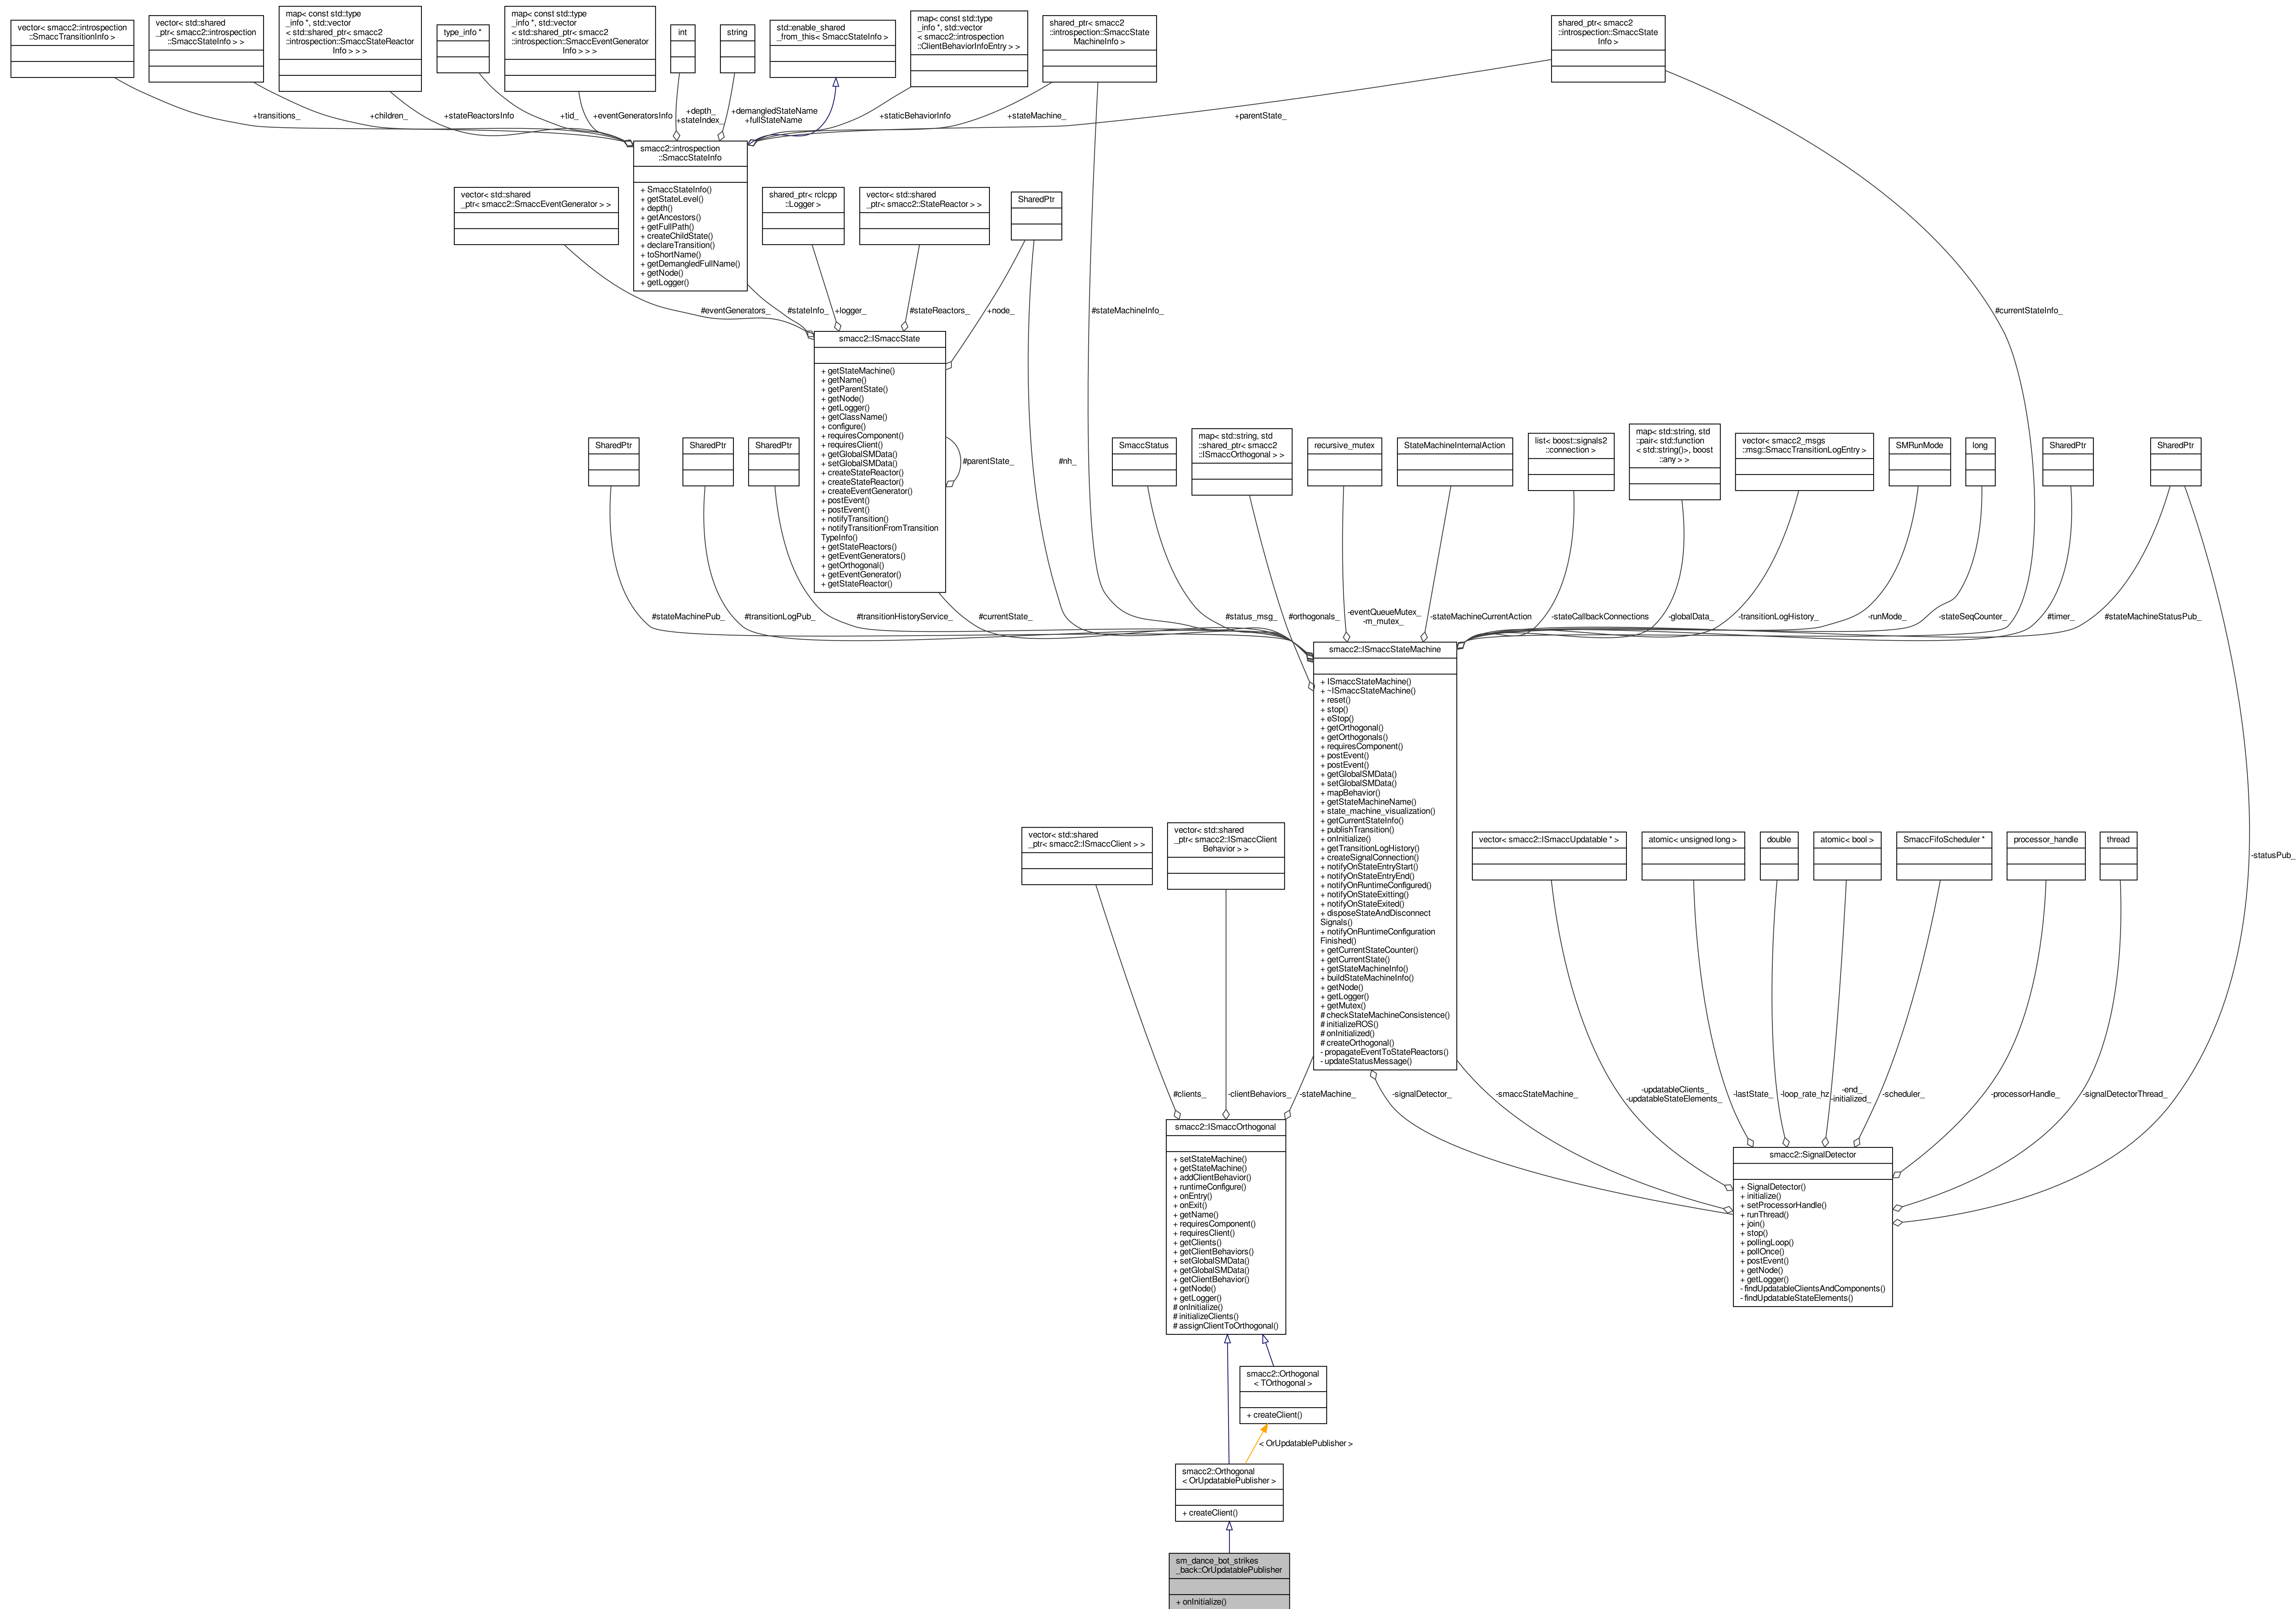 vector< smacc2::introspection
::SmaccTransitionInfo >
vector< std::shared
_ptr< smacc2::introspection
::SmaccStateInfo > >
map< const std::type
_info *, std::vector
< std::shared_ptr< smacc2
::introspection::SmaccStateReactor
Info > > >
type_info *
map< const std::type
_info *, std::vector
< std::shared_ptr< smacc2
::introspection::SmaccEventGenerator
Info > > >
int
string
std::enable_shared
_from_this< SmaccStateInfo >
map< const std::type
_info *, std::vector
< smacc2::introspection
::ClientBehaviorInfoEntry > >
shared_ptr< smacc2
::introspection::SmaccState
MachineInfo >
shared_ptr< smacc2
::introspection::SmaccState
Info >
+transitions_
+children_
+stateReactorsInfo
+tid_
+eventGeneratorsInfo
+depth_
+stateIndex_
+demangledStateName
+fullStateName
+staticBehaviorInfo
+stateMachine_
+parentState_
smacc2::introspection
::SmaccStateInfo
+ SmaccStateInfo()
+ getStateLevel()
+ depth()
+ getAncestors()
+ getFullPath()
+ createChildState()
+ declareTransition()
+ toShortName()
+ getDemangledFullName()
+ getNode()
+ getLogger()
vector< std::shared
_ptr< smacc2::SmaccEventGenerator > >
shared_ptr< rclcpp
::Logger >
vector< std::shared
_ptr< smacc2::StateReactor > >
SharedPtr
#eventGenerators_
#stateInfo_
+logger_
#stateReactors_
+node_
#stateMachineInfo_
#currentStateInfo_
smacc2::ISmaccState
+ getStateMachine()
+ getName()
+ getParentState()
+ getNode()
+ getLogger()
+ getClassName()
+ configure()
+ requiresComponent()
+ requiresClient()
+ getGlobalSMData()
+ setGlobalSMData()
+ createStateReactor()
+ createStateReactor()
+ createEventGenerator()
+ postEvent()
+ postEvent()
+ notifyTransition()
+ notifyTransitionFromTransition
TypeInfo()
+ getStateReactors()
+ getEventGenerators()
+ getOrthogonal()
+ getEventGenerator()
+ getStateReactor()
#parentState_
#nh_
SharedPtr
SharedPtr
SharedPtr
SmaccStatus
map< std::string, std
::shared_ptr< smacc2
::ISmaccOrthogonal > >
recursive_mutex
StateMachineInternalAction
list< boost::signals2
::connection >
map< std::string, std
::pair< std::function
< std::string()>, boost
::any > >
vector< smacc2_msgs
::msg::SmaccTransitionLogEntry >
SMRunMode
long
SharedPtr
SharedPtr
#stateMachinePub_
#transitionLogPub_
#transitionHistoryService_
#currentState_
#status_msg_
#orthogonals_
-eventQueueMutex_
-m_mutex_
-stateMachineCurrentAction
-stateCallbackConnections
-globalData_
-transitionLogHistory_
-runMode_
-stateSeqCounter_
#timer_
#stateMachineStatusPub_
smacc2::ISmaccStateMachine
+ ISmaccStateMachine()
+ ~ISmaccStateMachine()
+ reset()
+ stop()
+ eStop()
+ getOrthogonal()
+ getOrthogonals()
+ requiresComponent()
+ postEvent()
+ postEvent()
+ getGlobalSMData()
+ setGlobalSMData()
+ mapBehavior()
+ getStateMachineName()
+ state_machine_visualization()
+ getCurrentStateInfo()
+ publishTransition()
+ onInitialize()
+ getTransitionLogHistory()
+ createSignalConnection()
+ notifyOnStateEntryStart()
+ notifyOnStateEntryEnd()
+ notifyOnRuntimeConfigured()
+ notifyOnStateExitting()
+ notifyOnStateExited()
+ disposeStateAndDisconnect
Signals()
+ notifyOnRuntimeConfiguration
Finished()
+ getCurrentStateCounter()
+ getCurrentState()
+ getStateMachineInfo()
+ buildStateMachineInfo()
+ getNode()
+ getLogger()
+ getMutex()
# checkStateMachineConsistence()
# initializeROS()
# onInitialized()
# createOrthogonal()
- propagateEventToStateReactors()
- updateStatusMessage()
vector< std::shared
_ptr< smacc2::ISmaccClient > >
vector< std::shared
_ptr< smacc2::ISmaccClient
Behavior > >
vector< smacc2::ISmaccUpdatable * >
atomic< unsigned long >
double
atomic< bool >
SmaccFifoScheduler *
processor_handle
thread
-statusPub_
#clients_
-clientBehaviors_
-stateMachine_
-signalDetector_
-smaccStateMachine_
-updatableClients_
-updatableStateElements_
-lastState_
-loop_rate_hz
-end_
-initialized_
-scheduler_
-processorHandle_
-signalDetectorThread_
smacc2::ISmaccOrthogonal
+ setStateMachine()
+ getStateMachine()
+ addClientBehavior()
+ runtimeConfigure()
+ onEntry()
+ onExit()
+ getName()
+ requiresComponent()
+ requiresClient()
+ getClients()
+ getClientBehaviors()
+ setGlobalSMData()
+ getGlobalSMData()
+ getClientBehavior()
+ getNode()
+ getLogger()
# onInitialize()
# initializeClients()
# assignClientToOrthogonal()
smacc2::SignalDetector
+ SignalDetector()
+ initialize()
+ setProcessorHandle()
+ runThread()
+ join()
+ stop()
+ pollingLoop()
+ pollOnce()
+ postEvent()
+ getNode()
+ getLogger()
- findUpdatableClientsAndComponents()
- findUpdatableStateElements()
smacc2::Orthogonal
< TOrthogonal >
+ createClient()
< OrUpdatablePublisher >
smacc2::Orthogonal
< OrUpdatablePublisher >
+ createClient()
sm_dance_bot_strikes
_back::OrUpdatablePublisher
+ onInitialize()